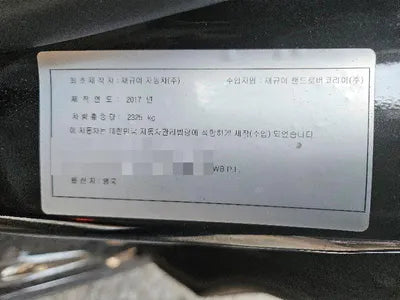 최초제작자 : 재규어 자동차(주) 수입자명 : 재규어 랜드로버 코리아(주)
제작연도 : 2017 년
차량총중량 : 2325 kg
이 자동차는 대한민국 자동차관리법령에 적합하게 제작(수입) 되었습니다
원산지: 영국